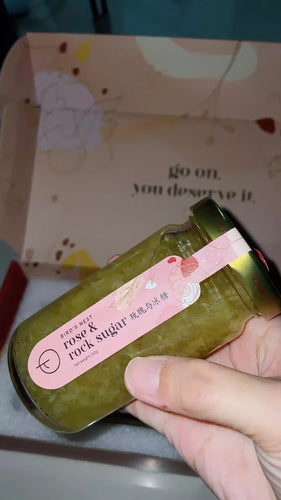 go on,
you deserve it.
BIRD'S NEST
rose &
rock sugar 玫瑰与冰糖